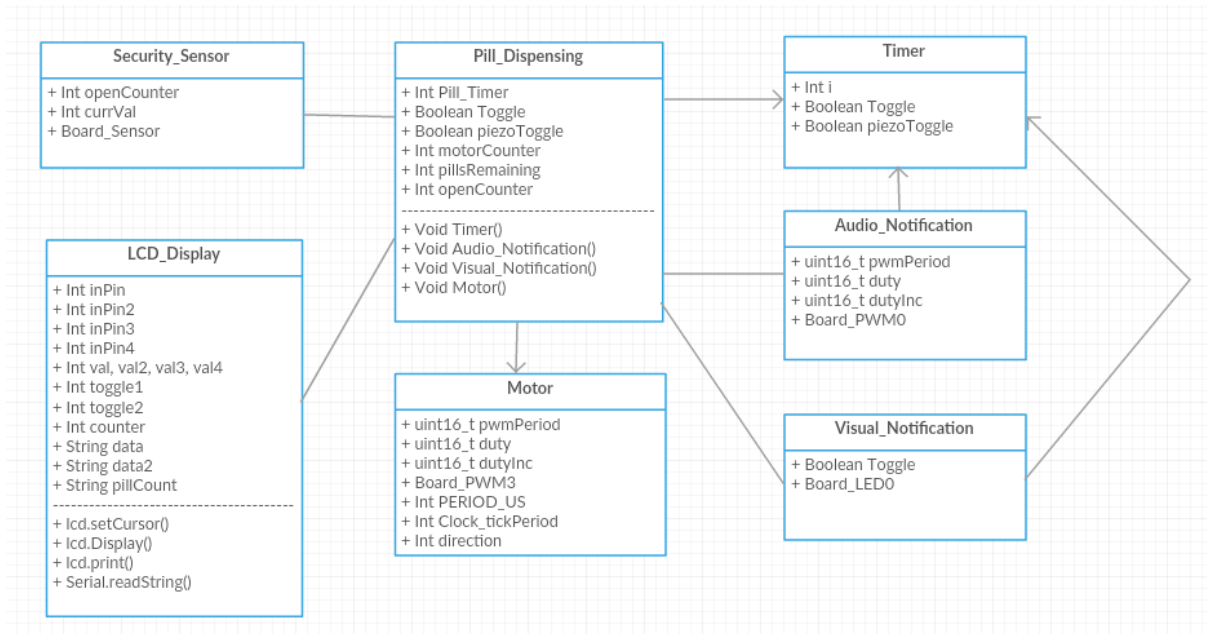 Security_Sensor
+ Int openCounter
+ Int currVal
+ Board_Sensor
Pill_Dispensing
+ Int Pill_Timer
+ Boolean Toggle
+ Boolean piezoToggle
+ Int motorCounter
+ Int pillsRemaining
+ Int openCounter
+ Void Timer()
+ Void Audio_Notification()
+ Void Visual_Notification()
+ Void Motor()
Timer
+ Int i
+ Boolean Toggle
+ Boolean piezoToggle
LCD_Display
+ Int inPin
+ Int inPin2
+ Int inPin3
+ Int inPin4
+ Int val, val2, val3, val4
+ Int toggle1
+ Int toggle2
+ Int counter
+ String data
+ String data2
+ String pillCount
+ lcd.setCursor()
+ lcd.Display()
+ lcd.print()
+ Serial.readString()
Motor
+ uint16_t pwmPeriod
+ uint16_t duty
+ uint16_t dutyInc
+ Board_PWM3
+ Int PERIOD_US
+ Int Clock_tickPeriod
+ Int direction
Audio_Notification
+ uint16_t pwmPeriod
+ uint16_t duty
+ uint16_t dutyInc
+ Board_PWM0
Visual_Notification
+ Boolean Toggle
+ Board_LED0